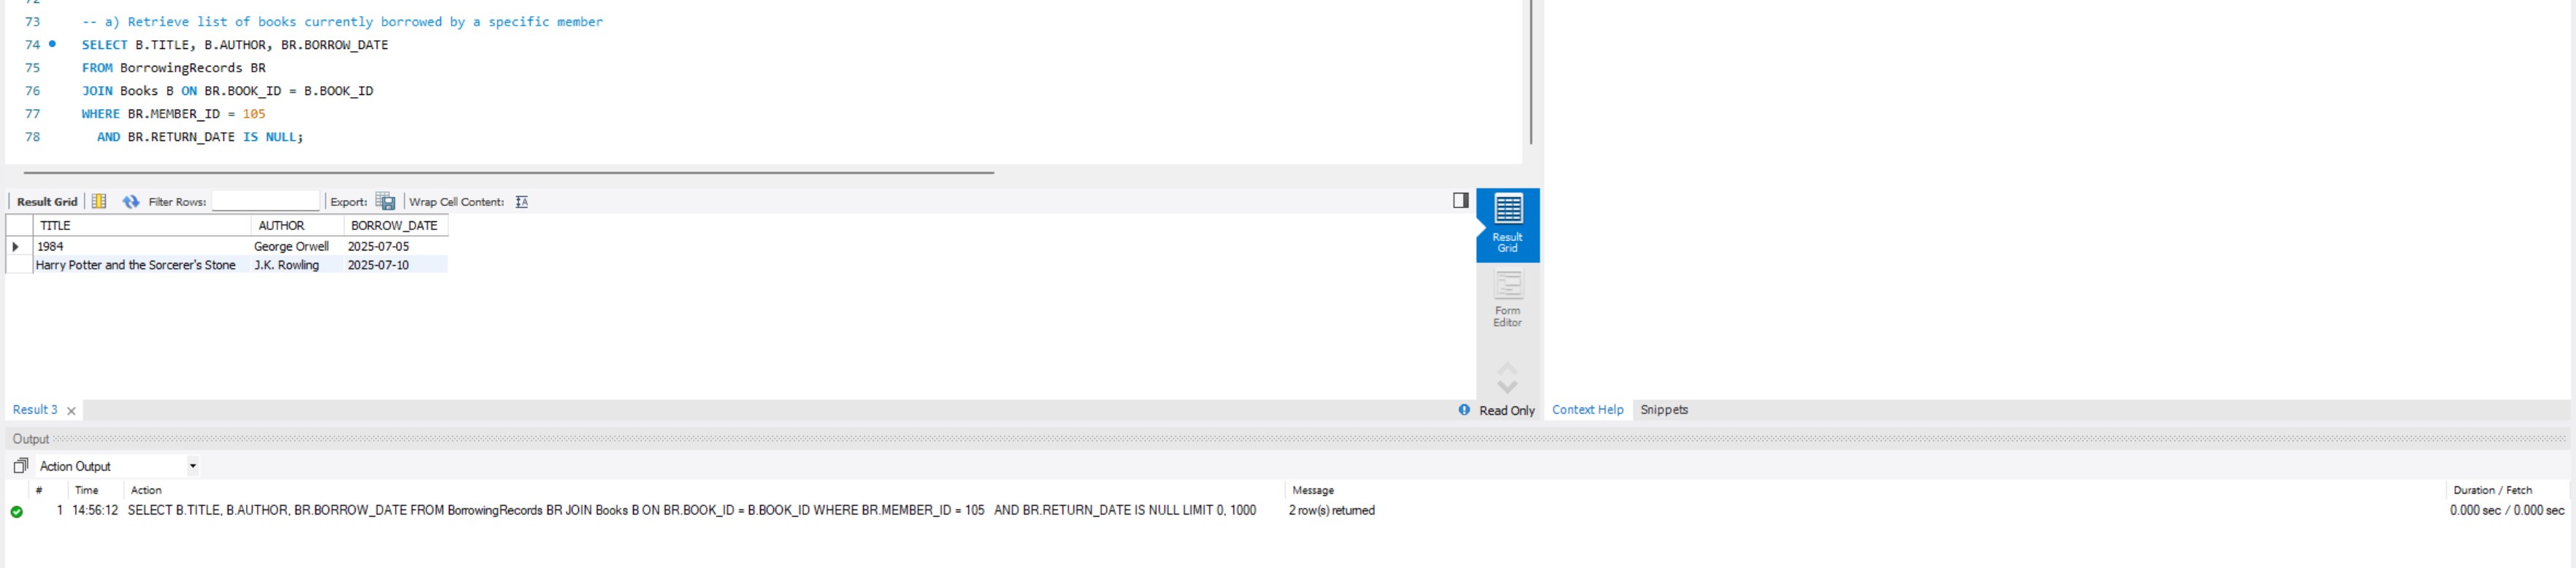 73 -- a) Retrieve list of books currently borrowed by a specific member
74 SELECT B.TITLE, B.AUTHOR, BR.BORROW_DATE
75 FROM BorrowingRecords BR
76 JOIN Books B ON BR.BOOK_ID = B.BOOK_ID
77 WHERE BR.MEMBER_ID = 105
78 AND BR.RETURN_DATE IS NULL;
Result Grid Filter Rows: Export: Wrap Cell Content:
TITLE AUTHOR BORROW_DATE
1984 George Orwell 2025-07-05
Harry Potter and the Sorcerer's Stone J.K. Rowling 2025-07-10
Result
Grid
Form
Editor
Result 3 Read Only Context Help Snippets
Output
Action Output
# Time Action Message Duration / Fetch
1 14:56:12 SELECT B.TITLE, B.AUTHOR, BR.BORROW_DATE FROM BorrowingRecords BR JOIN Books B ON BR.BOOK_ID = B.BOOK_ID WHERE BR.MEMBER_ID = 105 AND BR.RETURN_DATE IS NULL LIMIT 0, 1000 2 row(s) returned 0.000 sec / 0.000 sec